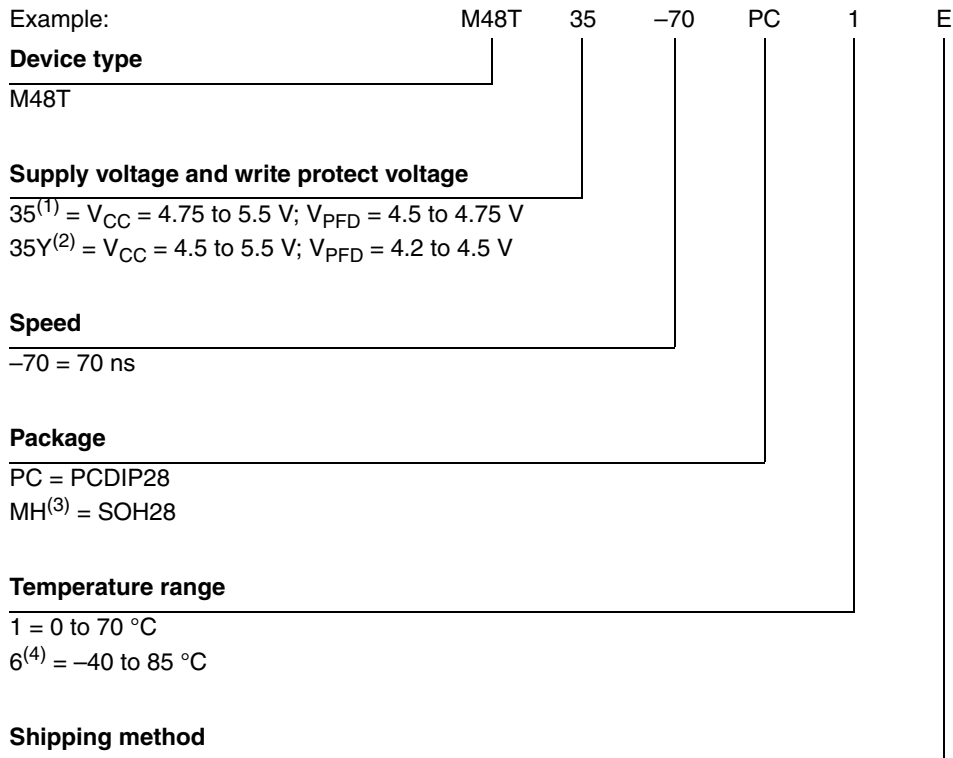 Example: M48T 35 –70 PC 1 E
Device type
M48T
Supply voltage and write protect voltage
35(1) = VCC = 4.75 to 5.5 V; VPFD = 4.5 to 4.75 V
35Y(2) = VCC = 4.5 to 5.5 V; VPFD = 4.2 to 4.5 V
Speed
–70 = 70 ns
Package
PC = PCDIP28
MH(3) = SOH28
Temperature range
1 = 0 to 70 °C
6(4) = –40 to 85 °C
Shipping method